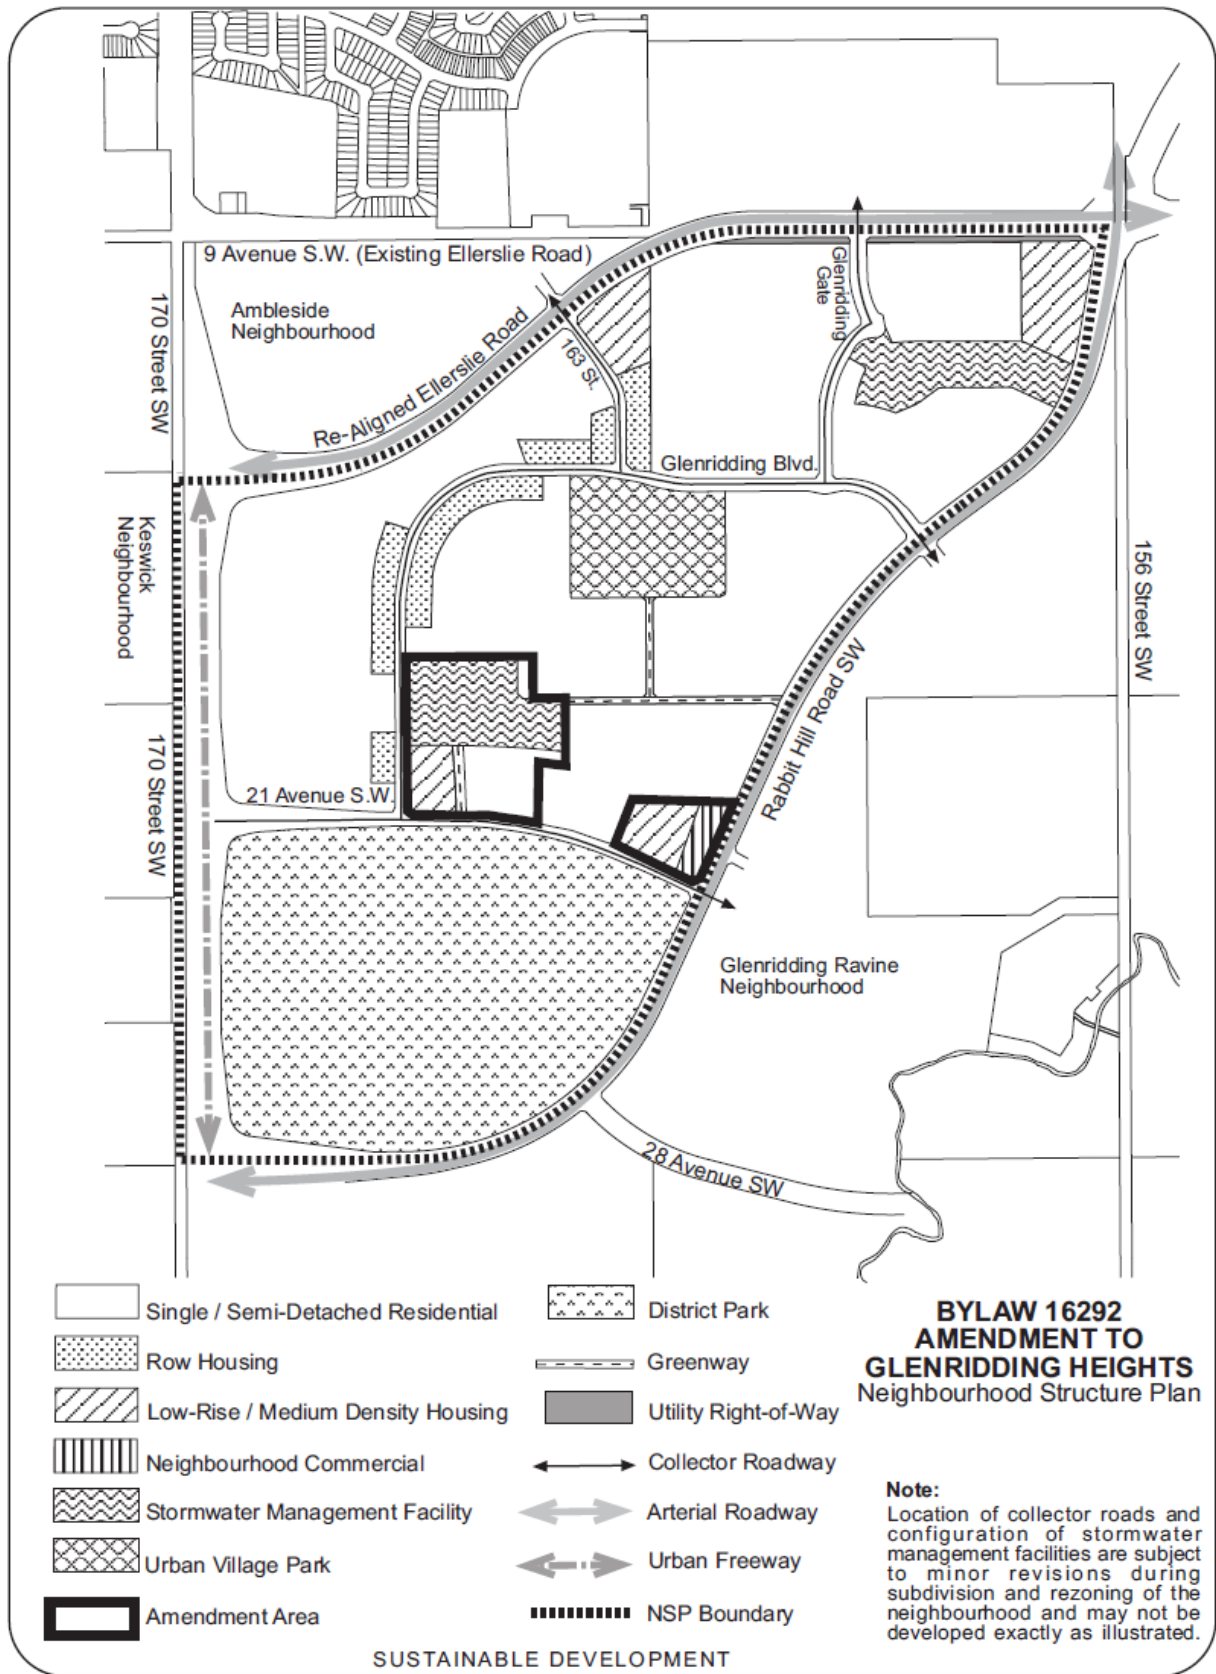 9 Avenue S.W. (Existing Ellerslie Road)
Glenridding
Gate
170 Street SW
Ambleside
Neighbourhood
Re-Aligned Ellerslie Road
163 St.
Glenridding Blvd.
Keswick
Neighbourhood
156 Street SW
Rabbit Hill Road SW
170 Street SW
21 Avenue S.W.
Glenridding Ravine
Neighbourhood
28 Avenue SW
Single / Semi-Detached Residential
Row Housing
Low-Rise / Medium Density Housing
Neighbourhood Commercial
Stormwater Management Facility
Urban Village Park
Amendment Area
District Park
Greenway
Utility Right-of-Way
Collector Roadway
Arterial Roadway
Urban Freeway
NSP Boundary
BYLAW 16292
AMENDMENT TO
GLENRIDDING HEIGHTS
Neighbourhood Structure Plan
Note:
Location of collector roads and
configuration of stormwater
management facilities are subject
to minor revisions during
subdivision and rezoning of the
neighbourhood and may not be
developed exactly as illustrated.
SUSTAINABLE DEVELOPMENT